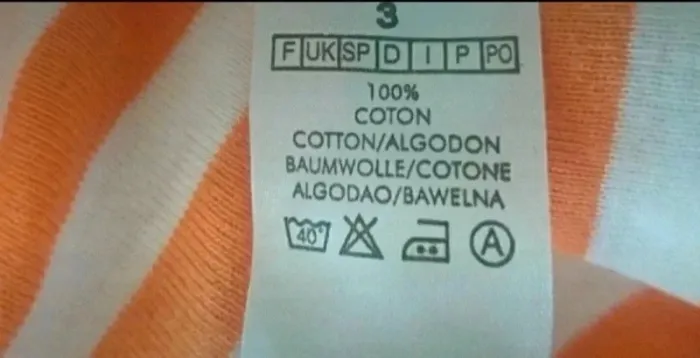 3
F UK SP D I P PO
100%
COTON
COTTON/ALGODON
BAUMWOLLE/COTONE
ALGODAO/BAWELNA
40° A